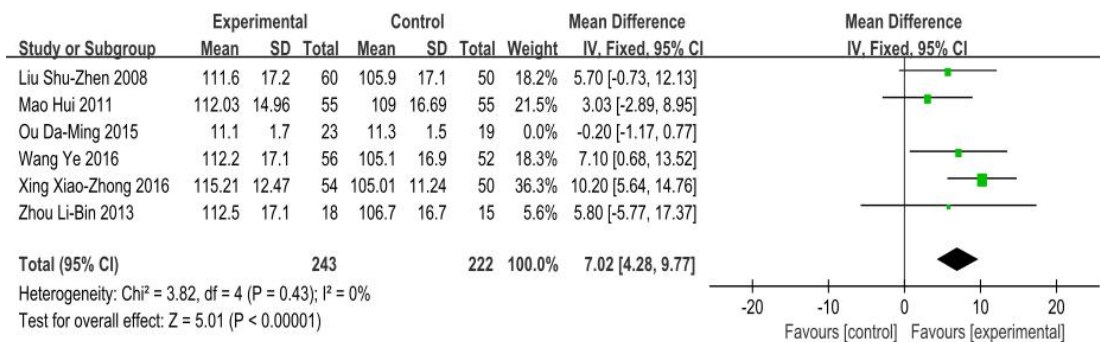 Experimental Control Mean Difference Mean Difference
Study or Subgroup Mean SD Total Mean SD Total Weight IV, Fixed, 95% CI IV, Fixed, 95% CI
Liu Shu-Zhen 2008 111.6 17.2 60 105.9 17.1 50 18.2% 5.70 [-0.73, 12.13]
Mao Hui 2011 112.03 14.96 55 109 16.69 55 21.5% 3.03 [-2.89, 8.95]
Ou Da-Ming 2015 11.1 1.7 23 11.3 1.5 19 0.0% -0.20 [-1.17, 0.77]
Wang Ye 2016 112.2 17.1 56 105.1 16.9 52 18.3% 7.10 [0.68, 13.52]
Xing Xiao-Zhong 2016 115.21 12.47 54 105.01 11.24 50 36.3% 10.20 [5.64, 14.76]
Zhou Li-Bin 2013 112.5 17.1 18 106.7 16.7 15 5.6% 5.80 [-5.77, 17.37]
Total (95% CI) 243 222 100.0% 7.02 [4.28, 9.77]
Heterogeneity: Chi² = 3.82, df = 4 (P = 0.43); I² = 0%
Test for overall effect: Z = 5.01 (P < 0.00001)
-20 -10 0 10 20
Favours [control] Favours [experimental]